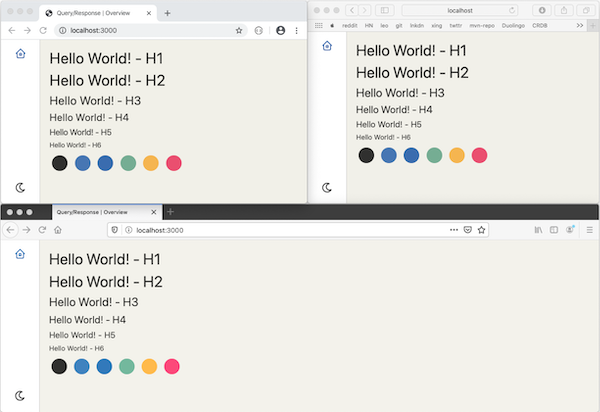 Query/Response | Overview
localhost:3000
Hello World! - H1
Hello World! - H2
Hello World! - H3
Hello World! - H4
Hello World! - H5
Hello World! - H6
localhost
reddit HN leo git lnkdn xing twttr mvn-repo Duolingo CRDB >>
Hello World! - H1
Hello World! - H2
Hello World! - H3
Hello World! - H4
Hello World! - H5
Hello World! - H6
Query/Response | Overview
localhost:3000
Hello World! - H1
Hello World! - H2
Hello World! - H3
Hello World! - H4
Hello World! - H5
Hello World! - H6